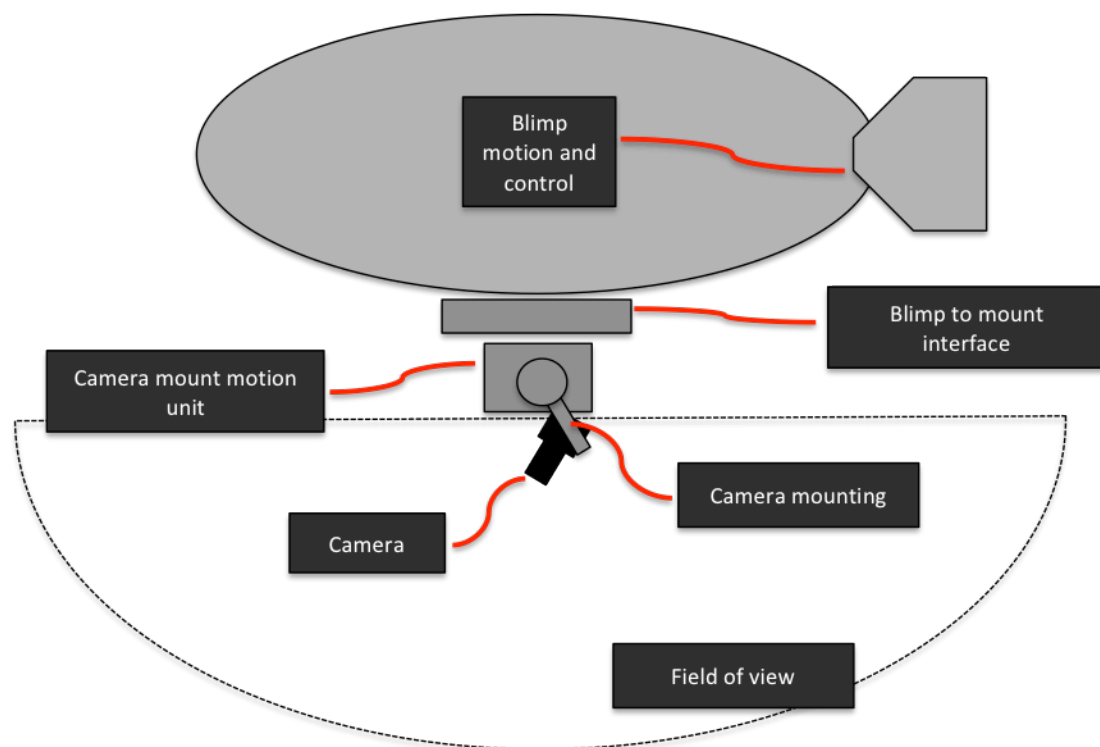 Blimp
motion and
control
Blimp to mount
interface
Camera mount motion
unit
Camera mounting
Camera
Field of view